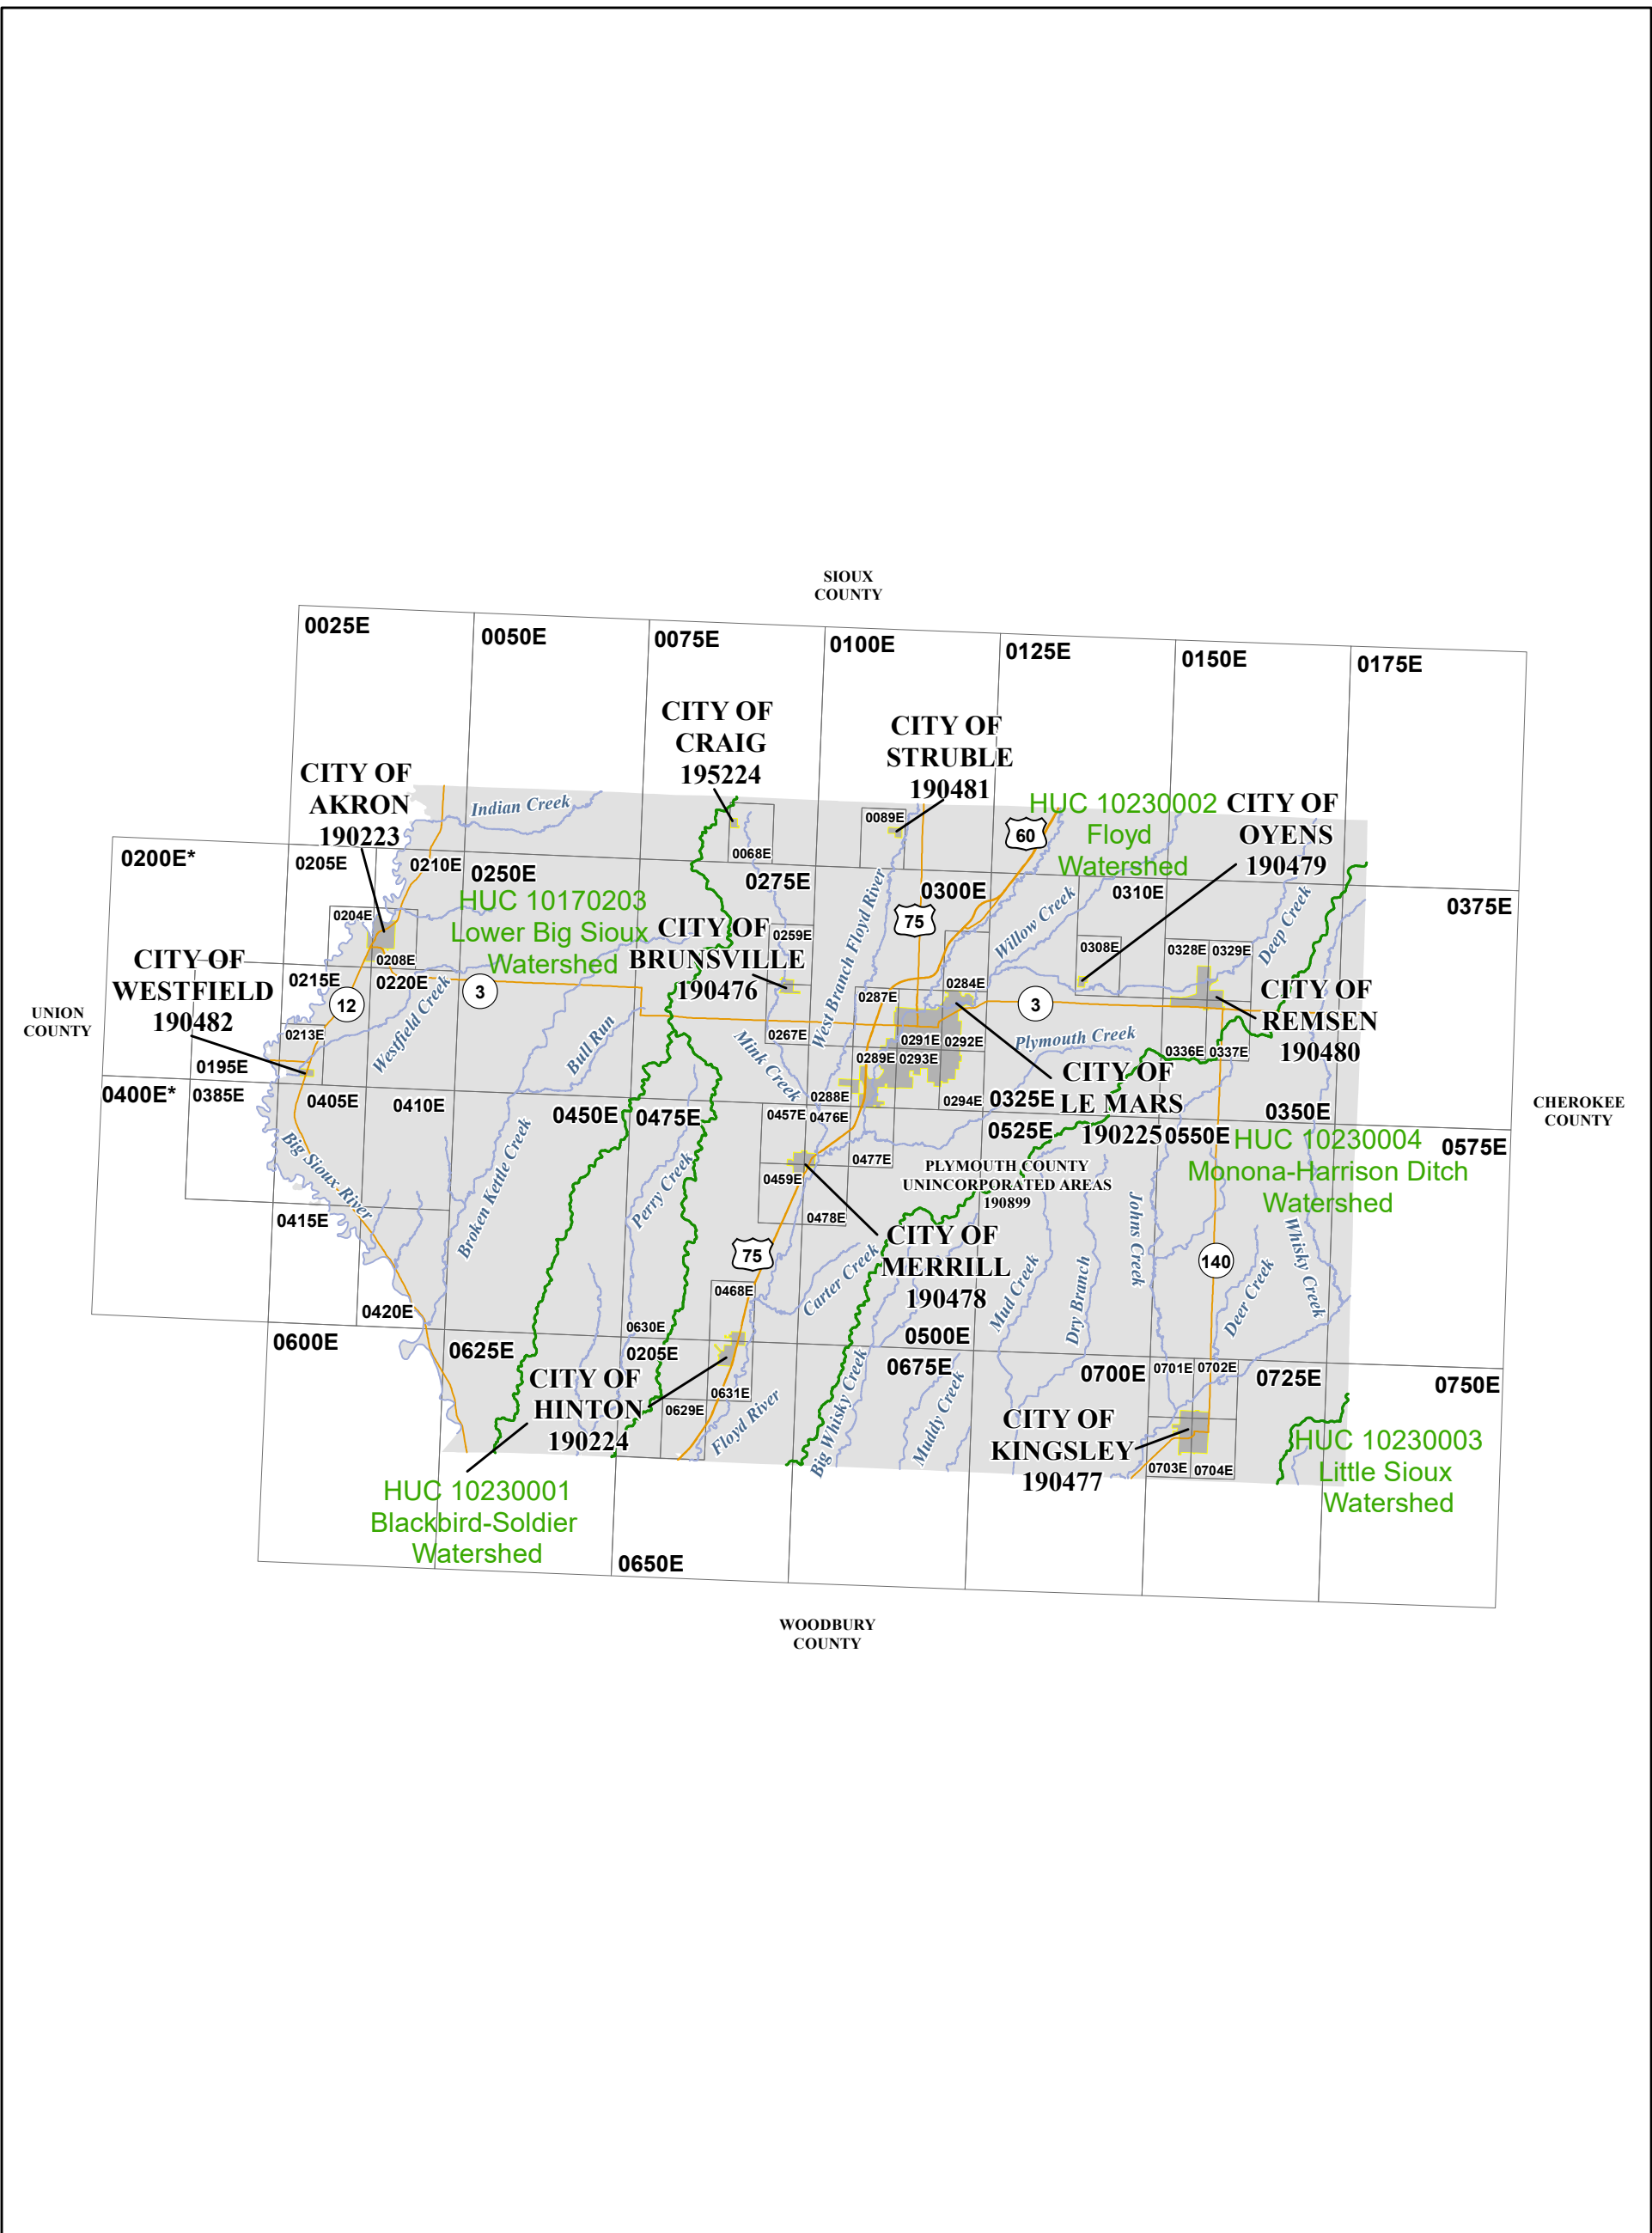 SIOUX
COUNTY
0025E
0050E
0075E
0100E
0125E
0150E
0175E
CITY OF
CRAIG
195224
CITY OF
STRUBLE
190481
CITY OF
AKRON
190223
Indian Creek
HUC 10230002
Floyd
Watershed
CITY OF
OYENS
190479
60
0089E
0068E
0200E*
0205E
0210E
0250E
0275E
0300E
0310E
0375E
HUC 10170203
Lower Big Sioux
Watershed
CITY OF
BRUNSVILLE
190476
0204E
0208E
0259E
75
West Branch Floyd River
Willow Creek
Deep Creek
0308E
0328E
0329E
CITY OF
WESTFIELD
190482
0215E
0220E
12
3
0287E
0284E
3
CITY OF
REMSEN
190480
UNION
COUNTY
0213E
Westfield Creek
Bull Run
0267E
Mink Creek
0291E
0292E
Plymouth Creek
0336E
0337E
0195E
0289E
0293E
CITY OF
LE MARS
190225
0400E*
0385E
0405E
0410E
0450E
0475E
0288E
0294E
0325E
0350E
CHEROKEE
COUNTY
0457E
0476E
0525E
0550E
0575E
HUC 10230004
Monona-Harrison Ditch
Watershed
Big Sioux River
Broken Kettle Creek
Perry Creek
0477E
0459E
PLYMOUTH COUNTY
UNINCORPORATED AREAS
190899
0478E
0415E
CITY OF
MERRILL
190478
75
Carter Creek
Mud Creek
Dry Branch
Johns Creek
140
Deer Creek
Whisky Creek
0468E
0420E
0630E
0500E
0600E
0625E
0205E
0675E
0700E
0701E
0702E
0725E
0750E
CITY OF
HINTON
190224
0631E
0629E
Floyd River
Big Whisky Creek
Muddy Creek
CITY OF
KINGSLEY
190477
0703E
0704E
HUC 10230003
Little Sioux
Watershed
HUC 10230001
Blackbird-Soldier
Watershed
0650E
WOODBURY
COUNTY